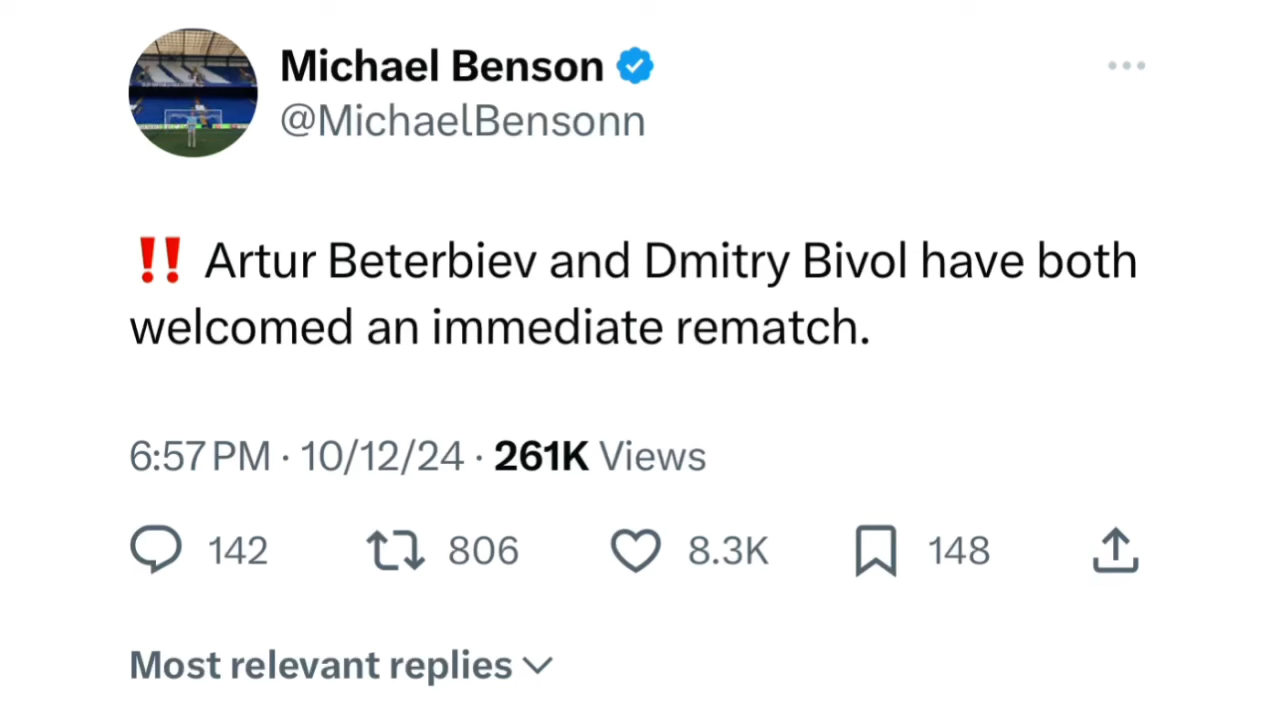 Michael Benson
@MichaelBensonn
‼️ Artur Beterbiev and Dmitry Bivol have both
welcomed an immediate rematch.
6:57 PM · 10/12/24 · 261K Views
142 806 8.3K 148
Most relevant replies